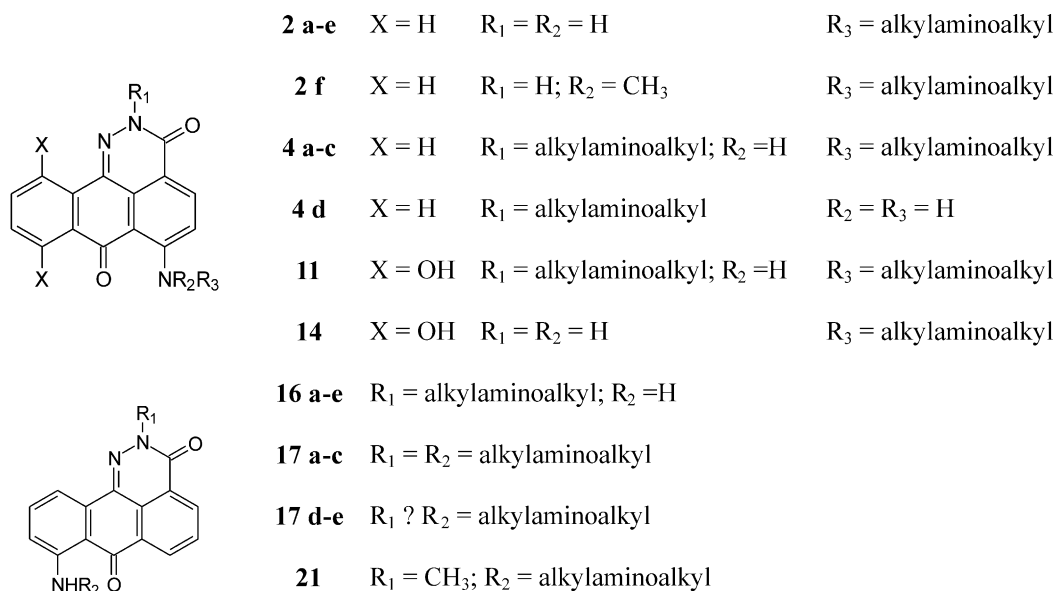 2 a-e X = H R₁ = R₂ = H R₃ = alkylaminoalkyl
2 f X = H R₁ = H; R₂ = CH₃ R₃ = alkylaminoalkyl
4 a-c X = H R₁ = alkylaminoalkyl; R₂ =H R₃ = alkylaminoalkyl
4 d X = H R₁ = alkylaminoalkyl R₂ = R₃ = H
11 X = OH R₁ = alkylaminoalkyl; R₂ =H R₃ = alkylaminoalkyl
14 X = OH R₁ = R₂ = H R₃ = alkylaminoalkyl
R₁
N N O
X
X O NR₂R₃
16 a-e R₁ = alkylaminoalkyl; R₂ =H
17 a-c R₁ = R₂ = alkylaminoalkyl
17 d-e R₁ ? R₂ = alkylaminoalkyl
21 R₁ = CH₃; R₂ = alkylaminoalkyl
R₁
N N O
NHR₂ O